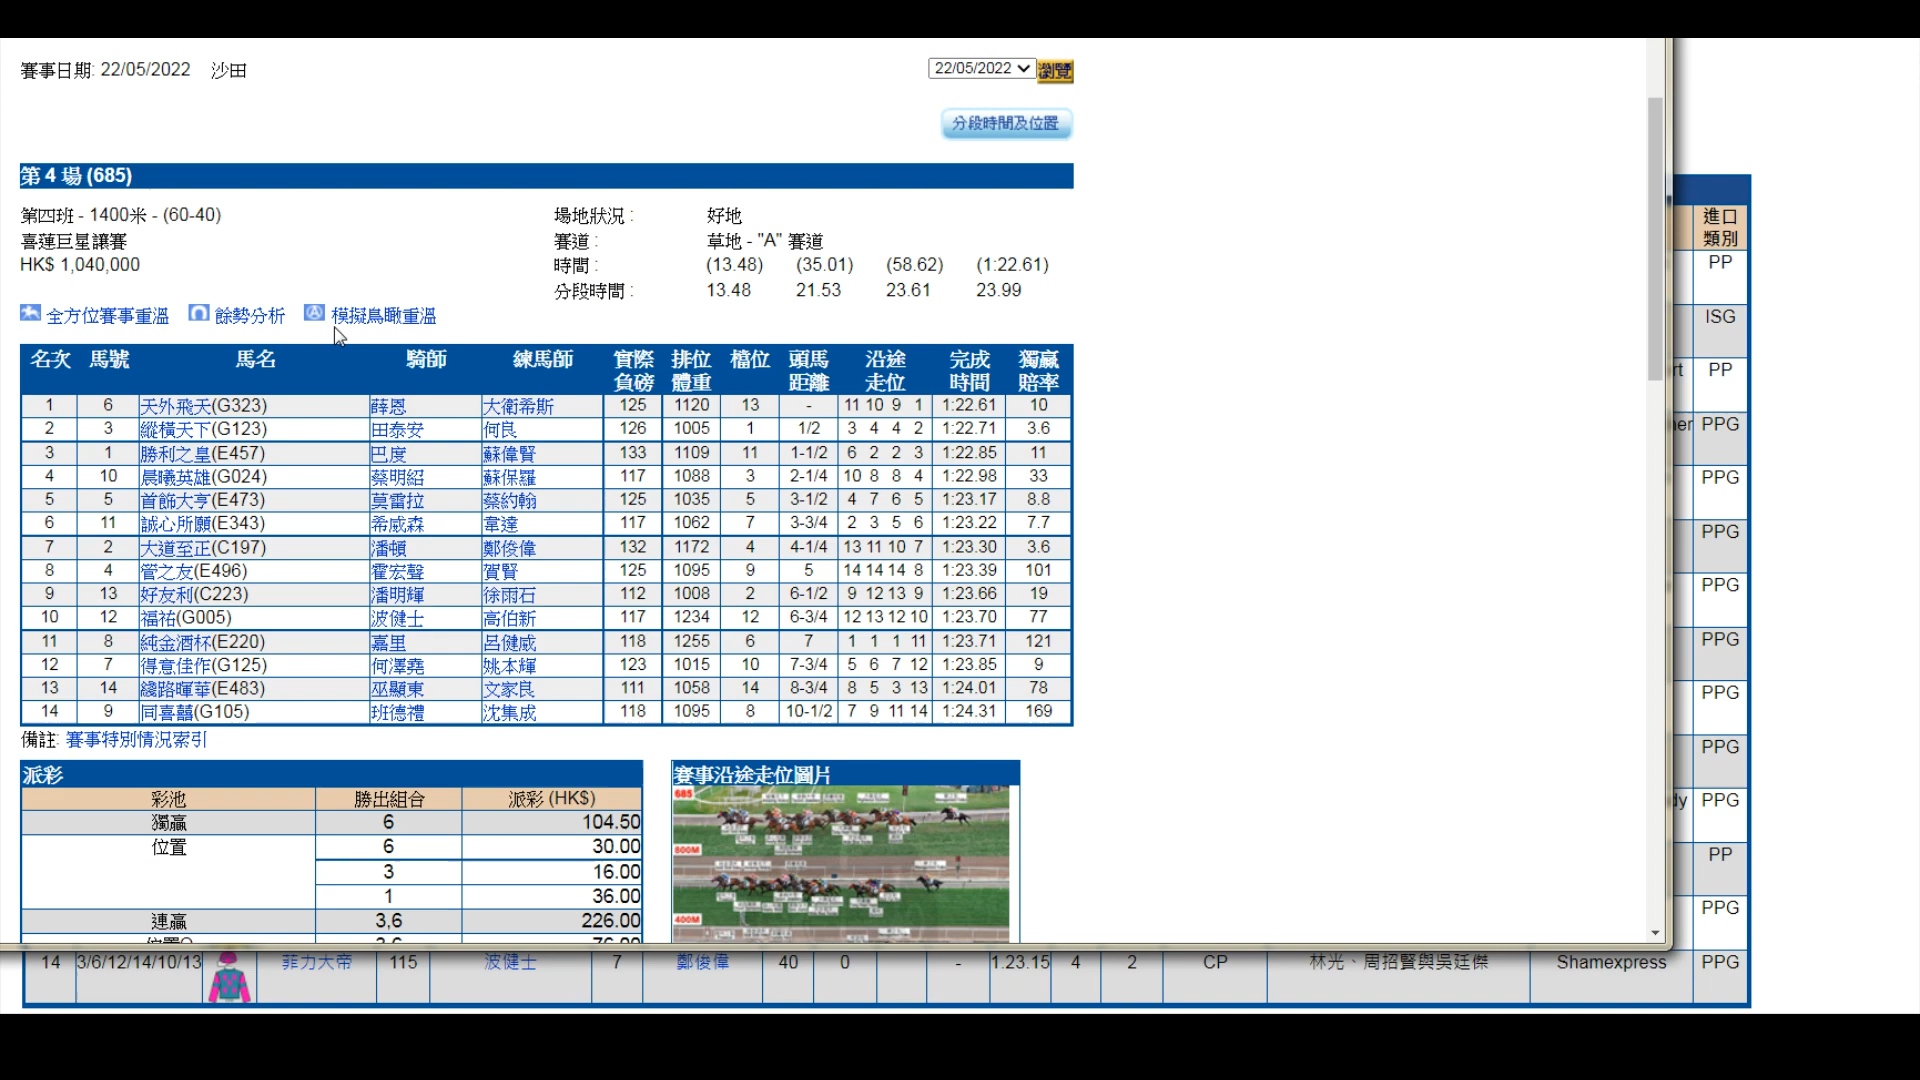 賽事日期: 22/05/2022 沙田
22/05/2022 瀏覽
分段時間及位置
第 4 場 (685)
第四班 - 1400米 - (60-40) 場地狀況 : 好地
喜蓮巨星讓賽 賽道 : 草地 - "A" 賽道
HK$ 1,040,000 時間 : (13.48) (35.01) (58.62) (1:22.61)
分段時間 : 13.48 21.53 23.61 23.99
全方位賽事重溫 餘勢分析 模擬鳥瞰重溫
名次 馬號 馬名 騎師 練馬師 實際負磅 排位體重 檔位 頭馬距離 沿途走位 完成時間 獨贏賠率
1 6 天外飛天(G323) 薛恩 大衛希斯 125 1120 13 - 11 10 9 1 1:22.61 10
2 3 縱橫天下(G123) 田泰安 何良 126 1005 1 1/2 3 4 4 2 1:22.71 3.6
3 1 勝利之皇(E457) 巴度 蘇偉賢 133 1109 11 1-1/2 6 2 2 3 1:22.85 11
4 10 晨曦英雄(G024) 蔡明紹 蘇保羅 117 1088 3 2-1/4 10 8 8 4 1:22.98 33
5 5 首飾大亨(E473) 莫雷拉 蔡約翰 125 1035 5 3-1/2 4 7 6 5 1:23.17 8.8
6 11 誠心所願(E343) 希威森 韋達 117 1062 7 3-3/4 2 3 5 6 1:23.22 7.7
7 2 大道至正(C197) 潘頓 鄭俊偉 132 1172 4 4-1/4 13 11 10 7 1:23.30 3.6
8 4 管之友(E496) 霍宏聲 賀賢 125 1095 9 5 14 14 14 8 1:23.39 101
9 13 好友利(C223) 潘明輝 徐雨石 112 1008 2 6-1/2 9 12 13 9 1:23.66 19
10 12 福祐(G005) 波健士 高伯新 117 1234 12 6-3/4 12 13 12 10 1:23.70 77
11 8 純金酒杯(E220) 嘉里 呂健威 118 1255 6 7 1 1 1 11 1:23.71 121
12 7 得意佳作(G125) 何澤堯 姚本輝 123 1015 10 7-3/4 5 6 7 12 1:23.85 9
13 14 綫路暉華(E483) 巫顯東 文家良 111 1058 14 8-3/4 8 5 3 13 1:24.01 78
14 9 同喜囍(G105) 班德禮 沈集成 118 1095 8 10-1/2 7 9 11 14 1:24.31 169
備註: 賽事特別情況索引
派彩
彩池 勝出組合 派彩 (HK$)
獨贏 6 104.50
位置 6 30.00
3 16.00
1 36.00
連贏 3,6 226.00
賽事沿途走位圖片
685
800M
400M
進口類別
PP
ISG
rt PP
ner PPG
PPG
PPG
PPG
PPG
PPG
PPG
dy PPG
PP
PPG
14 3/6/12/14/10/13 菲力大帝 115 波健士 7 鄭俊偉 40 0 - 1.23.15 4 2 CP 林光、周招賢與吳廷傑 Shamexpress PPG